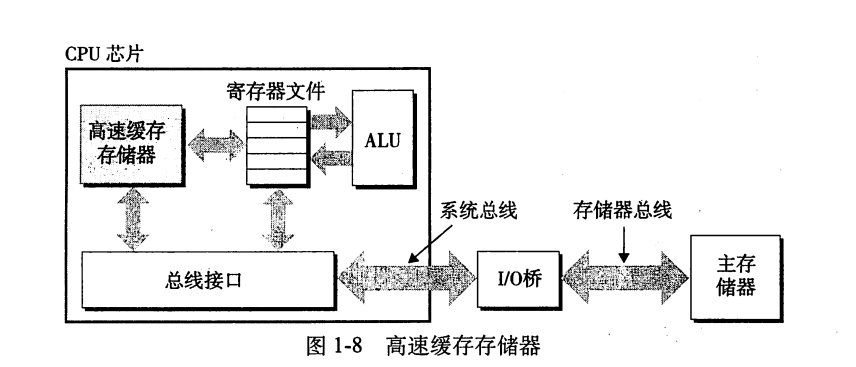 CPU 芯片
寄存器文件
高速缓存
存储器
ALU
系统总线
存储器总线
总线接口
I/O桥
主存
储器
图 1-8 高速缓存存储器